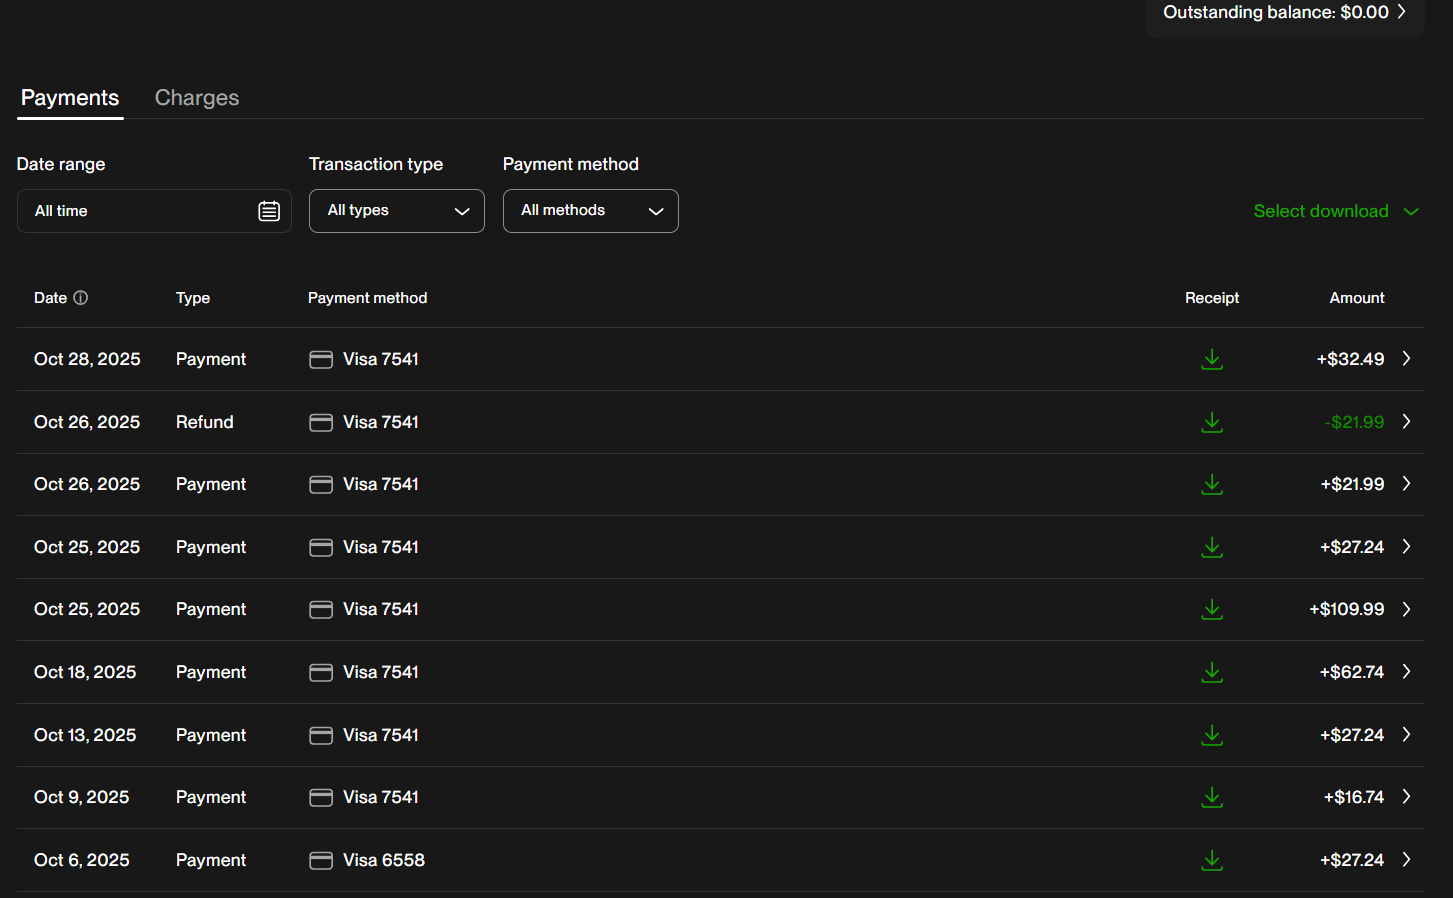 Outstanding balance: $0.00
Payments Charges
Date range Transaction type Payment method
All time All types All methods Select download
Date Type Payment method Receipt Amount
Oct 28, 2025 Payment Visa 7541 +$32.49
Oct 26, 2025 Refund Visa 7541 -$21.99
Oct 26, 2025 Payment Visa 7541 +$21.99
Oct 25, 2025 Payment Visa 7541 +$27.24
Oct 25, 2025 Payment Visa 7541 +$109.99
Oct 18, 2025 Payment Visa 7541 +$62.74
Oct 13, 2025 Payment Visa 7541 +$27.24
Oct 9, 2025 Payment Visa 7541 +$16.74
Oct 6, 2025 Payment Visa 6558 +$27.24